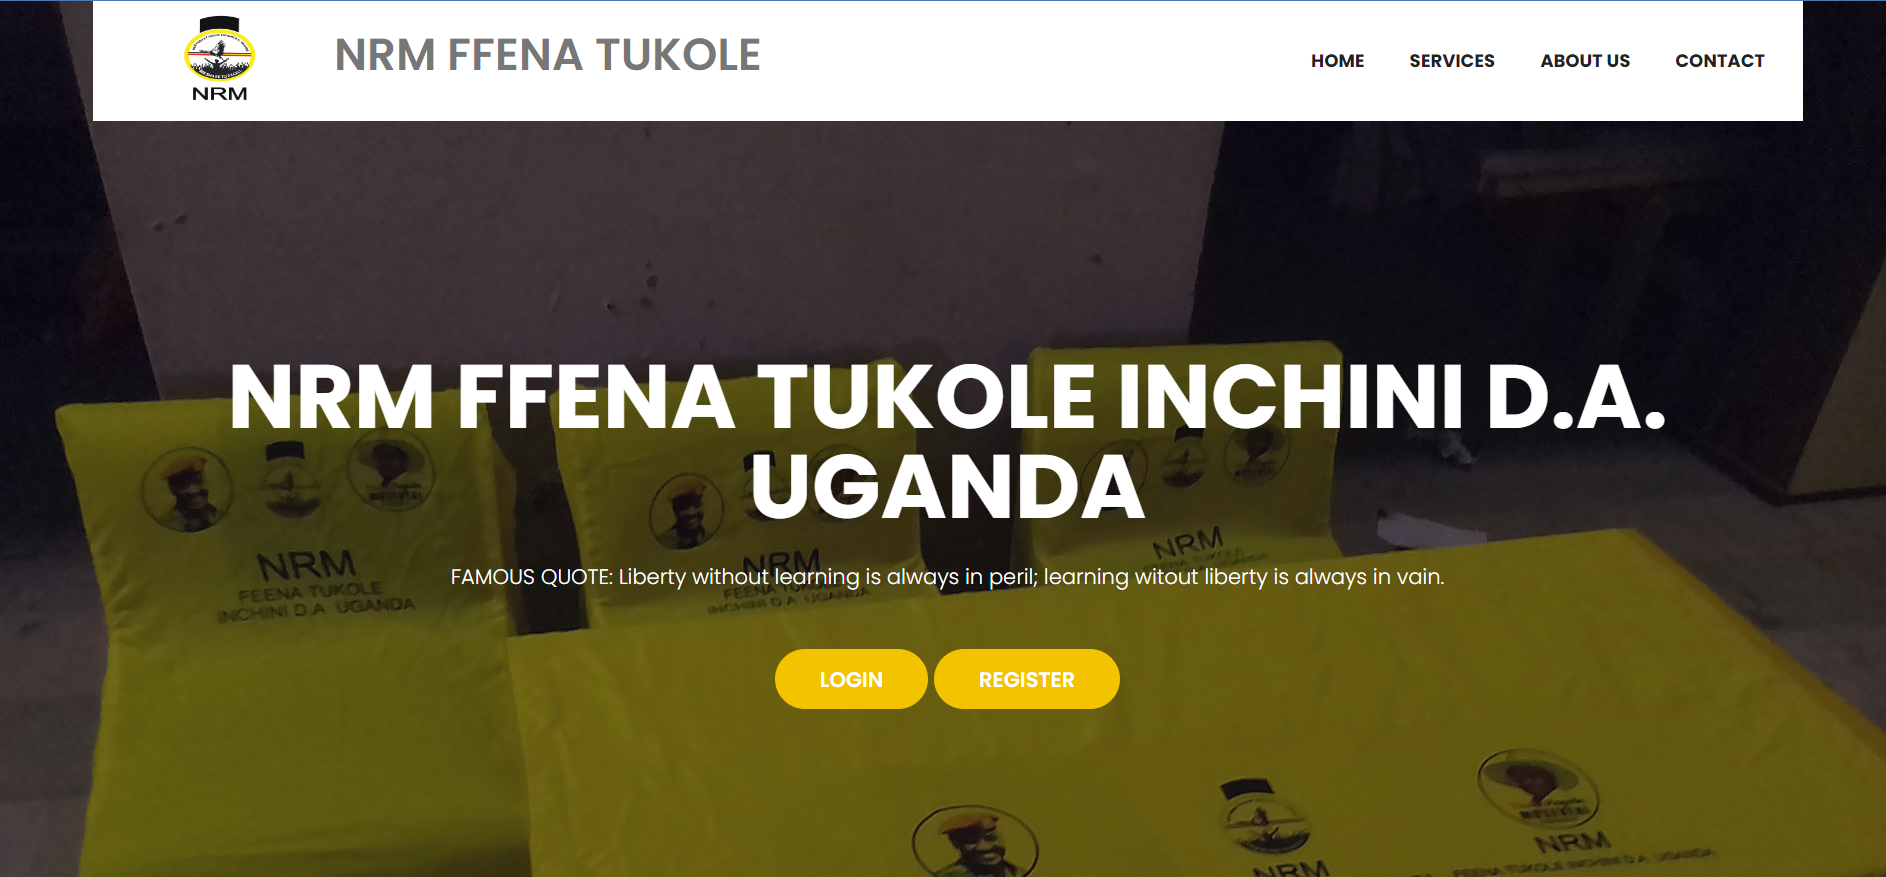 NRM
NRM FFENA TUKOLE
HOME
SERVICES
ABOUT US
CONTACT
NRM FFENA TUKOLE INCHINI D.A.
UGANDA
FAMOUS QUOTE: Liberty without learning is always in peril; learning witout liberty is always in vain.
LOGIN
REGISTER
NRM
FEENA TUKOLE
INCHINI D.A UGANDA
NRM
FEENA TUKOLE
INCHINI D.A UGANDA
NRM
NRM
NRM
FEENA TUKOLE INCHINI D.A UGANDA